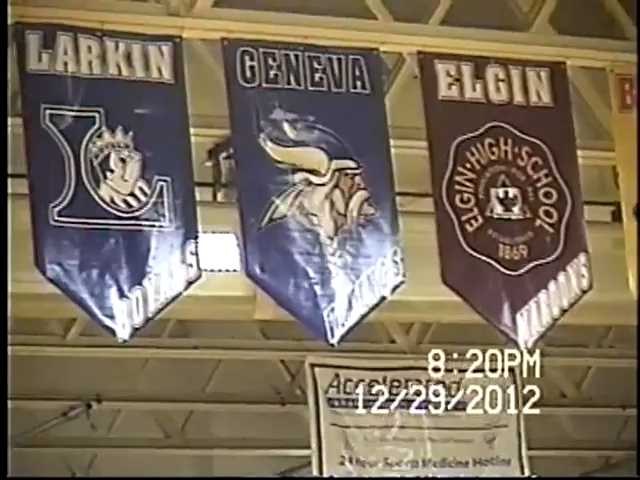 LARKIN
L
ROYALS
GENEVA
VIKINGS
ELGIN
ELGIN·HIGH·SCHOOL
1869
MAROONS
8:20PM
12/29/2012
Accelerated
24 Hour Sports Medicine Hotline